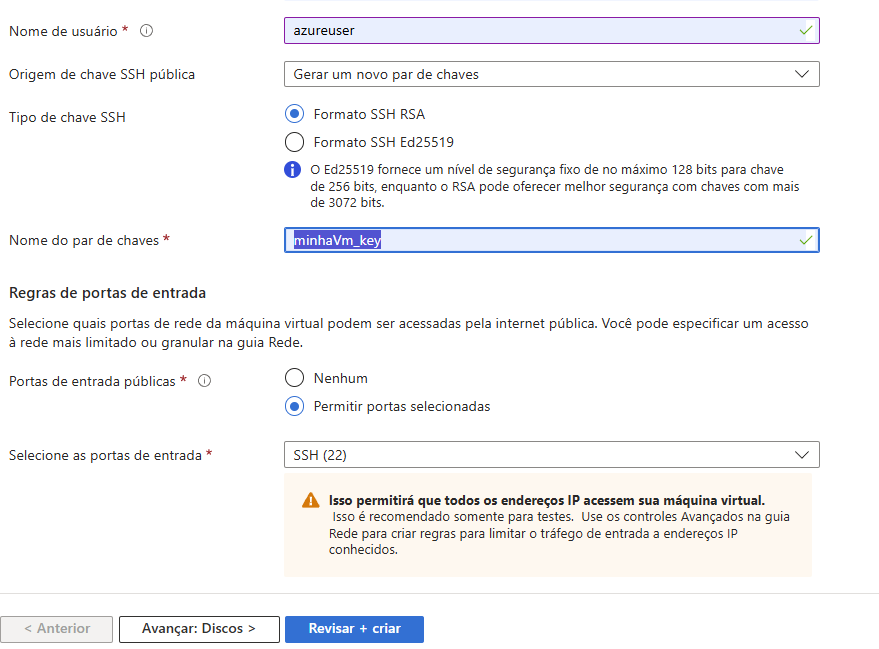 Nome de usuário *
azureuser
Origem de chave SSH pública
Gerar um novo par de chaves
Tipo de chave SSH
Formato SSH RSA
Formato SSH Ed25519
O Ed25519 fornece um nível de segurança fixo de no máximo 128 bits para chave
de 256 bits, enquanto o RSA pode oferecer melhor segurança com chaves com mais
de 3072 bits.
Nome do par de chaves *
minhaVm_key
Regras de portas de entrada
Selecione quais portas de rede da máquina virtual podem ser acessadas pela internet pública. Você pode especificar um acesso
à rede mais limitado ou granular na guia Rede.
Portas de entrada públicas *
Nenhum
Permitir portas selecionadas
Selecione as portas de entrada *
SSH (22)
Isso permitirá que todos os endereços IP acessem sua máquina virtual.
Isso é recomendado somente para testes. Use os controles Avançados na guia
Rede para criar regras para limitar o tráfego de entrada a endereços IP
conhecidos.
< Anterior
Avançar: Discos >
Revisar + criar